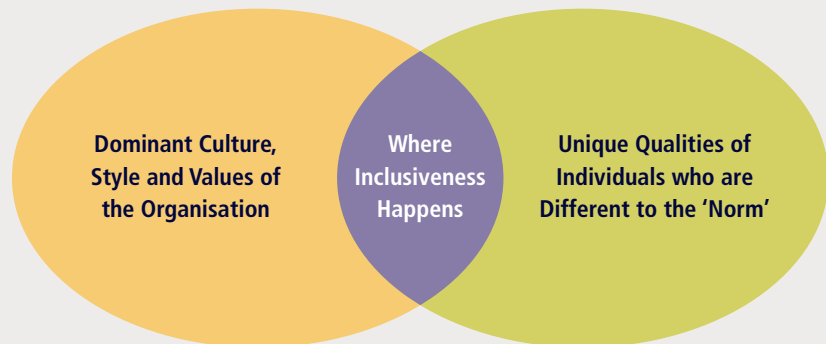 Dominant Culture,
Style and Values of
the Organisation
Where
Inclusiveness
Happens
Unique Qualities of
Individuals who are
Different to the ‘Norm’